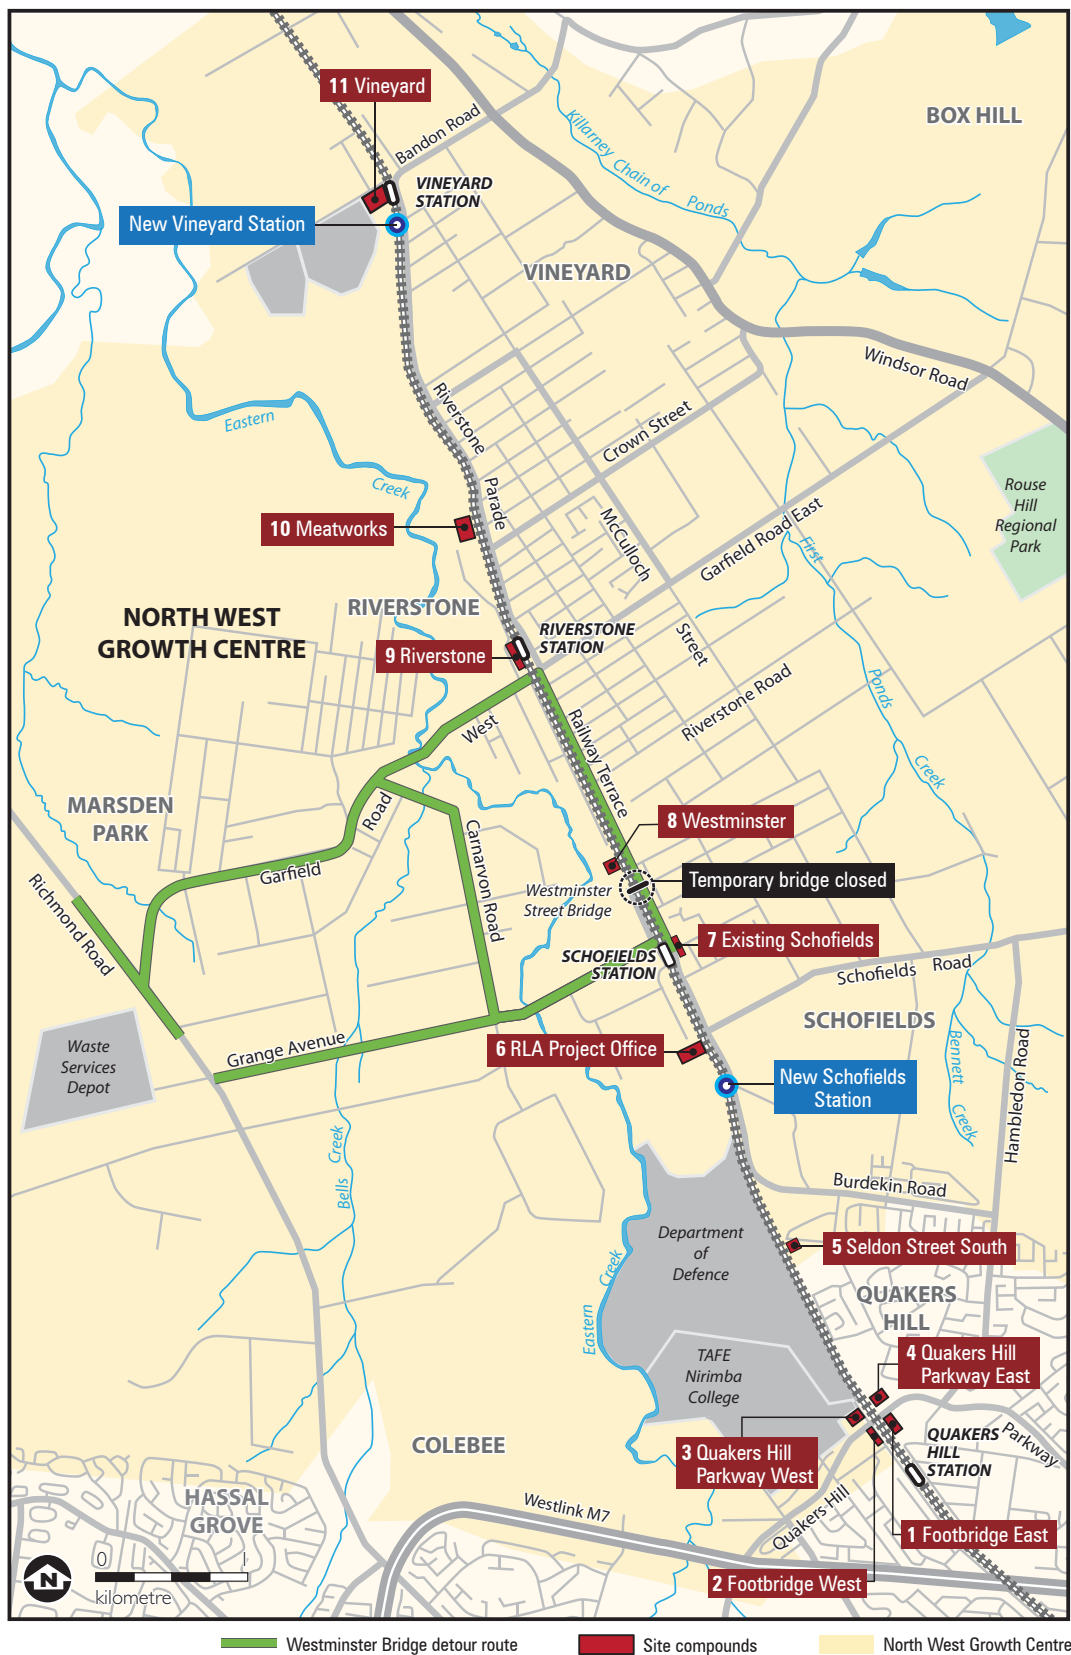 11 Vineyard
Bandon Road
BOX HILL
Killarney Chain of Ponds
VINEYARD
STATION
New Vineyard Station
VINEYARD
Windsor Road
Riverstone
Parade
Eastern
Creek
Crown Street
Rouse
Hill
Regional
Park
10 Meatworks
McCulloch
Street
Garfield Road East
First
Ponds
Creek
NORTH WEST
GROWTH CENTRE
RIVERSTONE
RIVERSTONE
STATION
9 Riverstone
Riverstone Road
West
Railway Terrace
MARSDEN
PARK
Road
Garfield
Carnarvon Road
8 Westminster
Temporary bridge closed
Westminster
Street Bridge
Richmond Road
7 Existing Schofields
SCHOFIELDS
STATION
Schofields Road
SCHOFIELDS
Waste
Services
Depot
Grange Avenue
6 RLA Project Office
New Schofields
Station
Bennett
Creek
Hambledon Road
Bells
Creek
Burdekin Road
Department
of
Defence
5 Seldon Street South
Eastern
Creek
QUAKERS
HILL
TAFE
Nirimba
College
4 Quakers Hill
Parkway East
COLEBEE
3 Quakers Hill
Parkway West
QUAKERS
HILL
STATION
Parkway
HASSAL
GROVE
Westlink M7
Quakers Hill
1 Footbridge East
2 Footbridge West
N
0 1
kilometre
Westminster Bridge detour route
Site compounds
North West Growth Centre